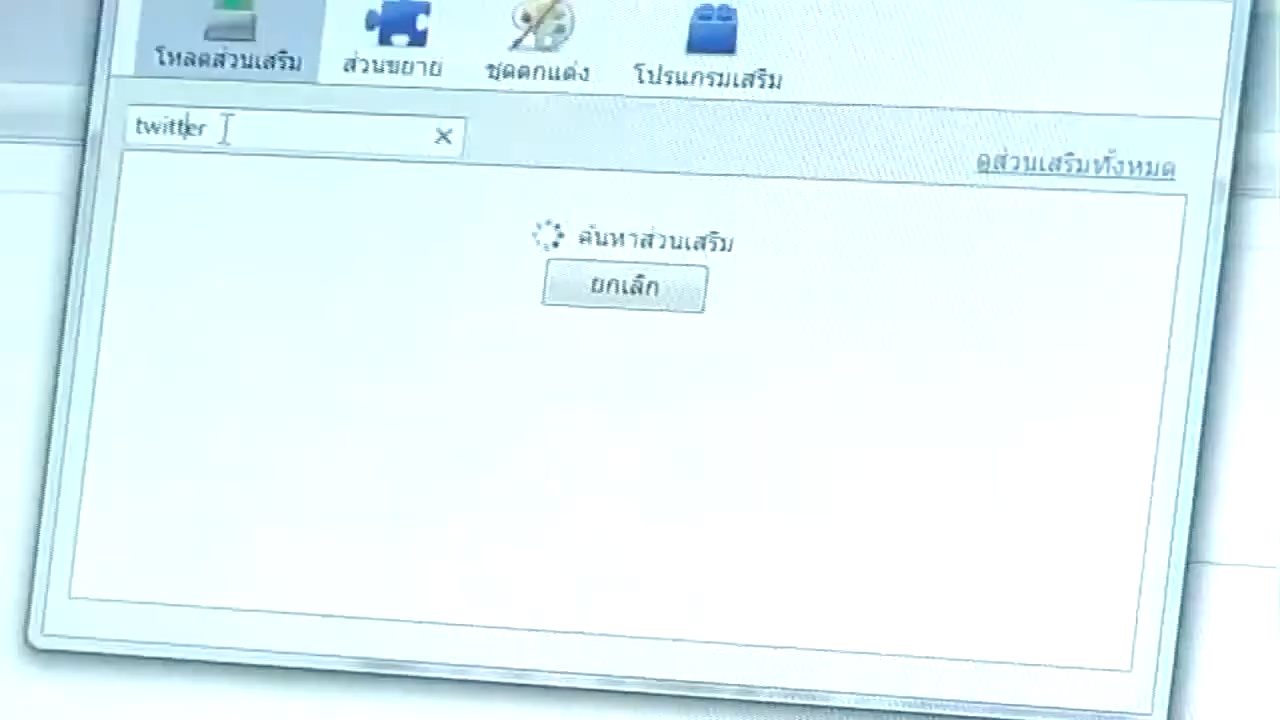 โหลดส่วนเสริม
ส่วนขยาย
ชุดตกแต่ง
โปรแกรมเสริม
twitter
ดูส่วนเสริมทั้งหมด
ค้นหาส่วนเสริม
ยกเลิก